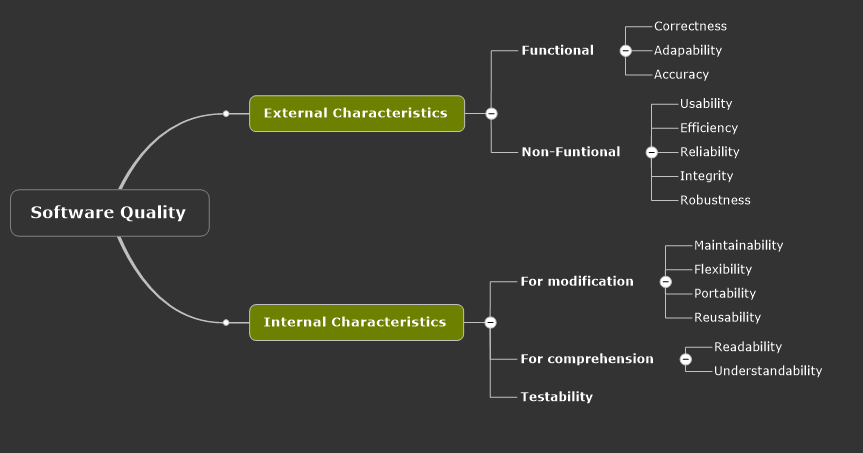 Software Quality
External Characteristics
Functional
Correctness
Adapability
Accuracy
Non-Funtional
Usability
Efficiency
Reliability
Integrity
Robustness
Internal Characteristics
For modification
Maintainability
Flexibility
Portability
Reusability
For comprehension
Readability
Understandability
Testability